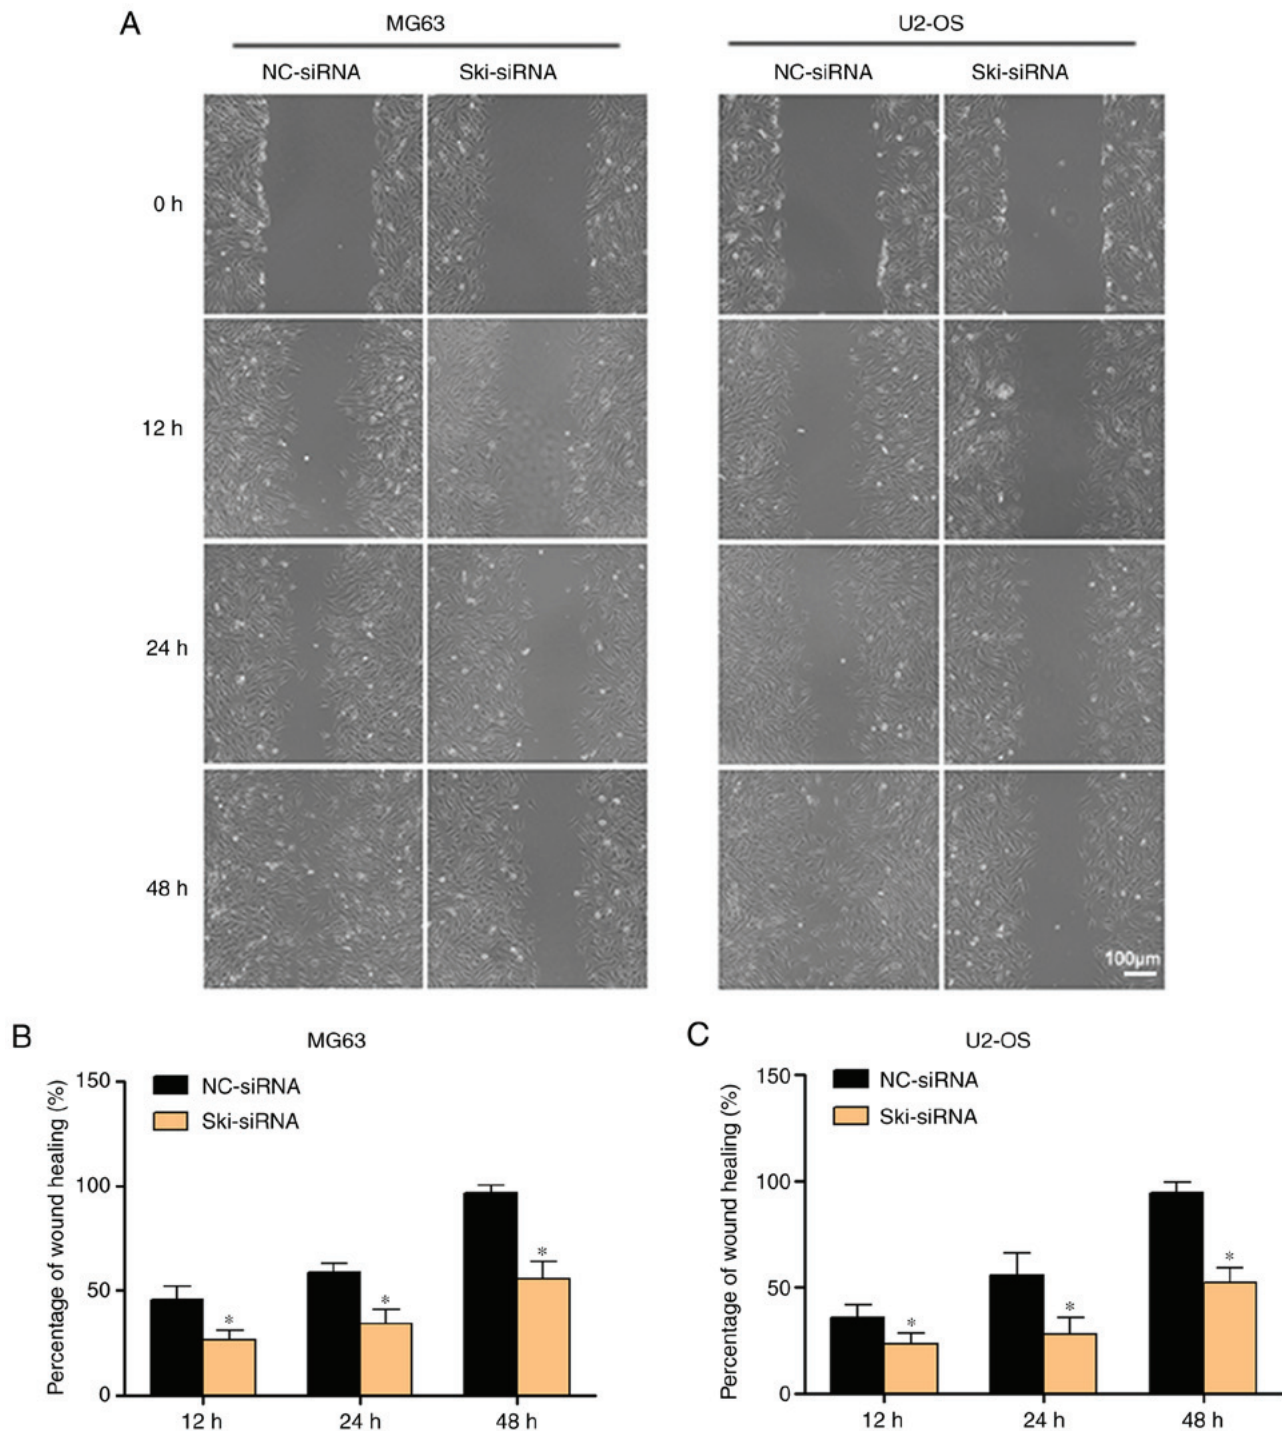 A
MG63
U2-OS
NC-siRNA
Ski-siRNA
NC-siRNA
Ski-siRNA
0 h
12 h
24 h
48 h
100μm
B
MG63
Percentage of wound healing (%)
150
100
50
0
NC-siRNA
Ski-siRNA
*
*
*
12 h
24 h
48 h
C
U2-OS
Percentage of wound healing (%)
150
100
50
0
NC-siRNA
Ski-siRNA
*
*
*
12 h
24 h
48 h